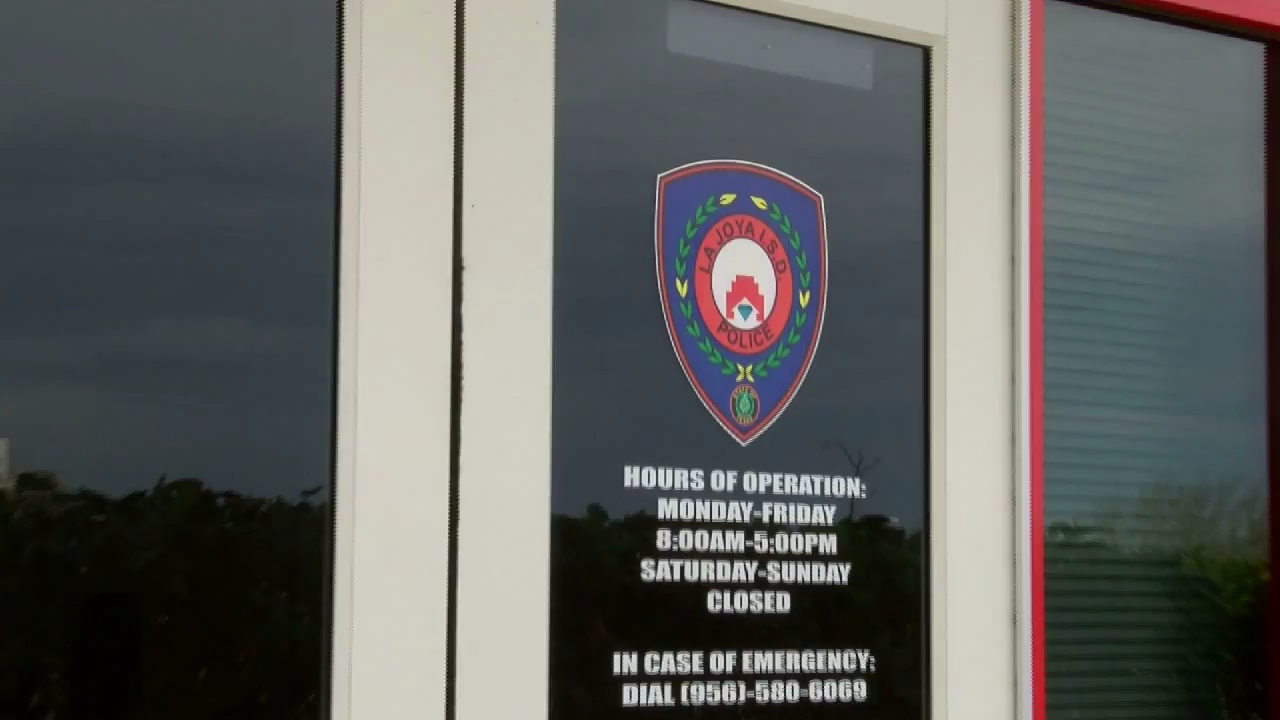 LA JOYA I.S.D.
POLICE
HOURS OF OPERATION:
MONDAY-FRIDAY
8:00AM-5:00PM
SATURDAY-SUNDAY
CLOSED
IN CASE OF EMERGENCY:
DIAL (956)-580-6069